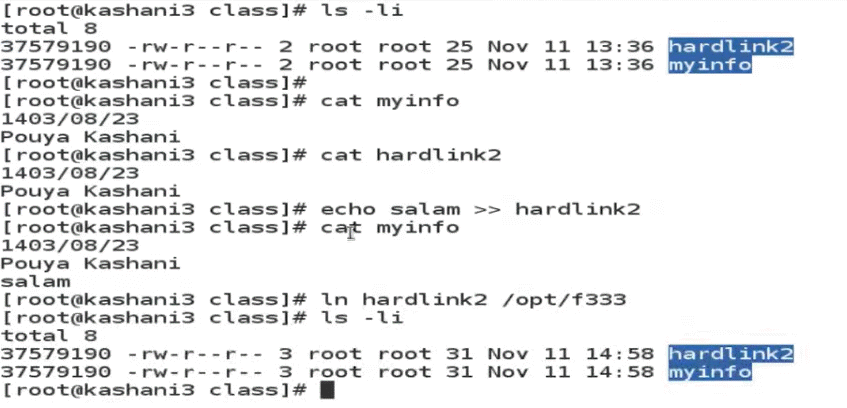 [root@kashani3 class]# ls -li
total 8
37579190 -rw-r--r-- 2 root root 25 Nov 11 13:36 hardlink2
37579190 -rw-r--r-- 2 root root 25 Nov 11 13:36 myinfo
[root@kashani3 class]#
[root@kashani3 class]# cat myinfo
1403/08/23
Pouya Kashani
[root@kashani3 class]# cat hardlink2
1403/08/23
Pouya Kashani
[root@kashani3 class]# echo salam >> hardlink2
[root@kashani3 class]# cat myinfo
1403/08/23
Pouya Kashani
salam
[root@kashani3 class]# ln hardlink2 /opt/f333
[root@kashani3 class]# ls -li
total 8
37579190 -rw-r--r-- 3 root root 31 Nov 11 14:58 hardlink2
37579190 -rw-r--r-- 3 root root 31 Nov 11 14:58 myinfo
[root@kashani3 class]#